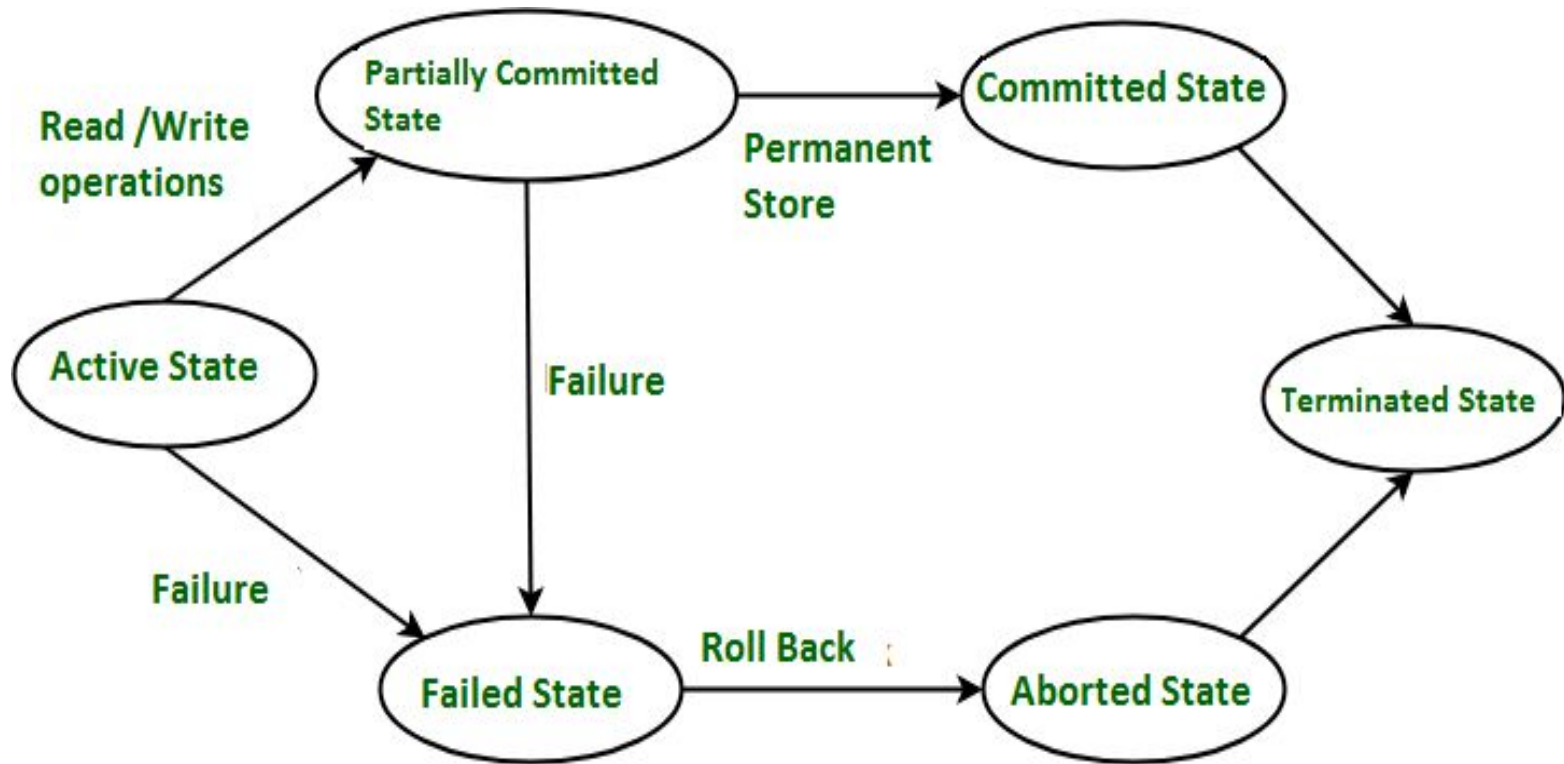 Partially Committed
State
Committed State
Read /Write
operations
Permanent
Store
Active State
Failure
Terminated State
Failure
Roll Back
Failed State
Aborted State